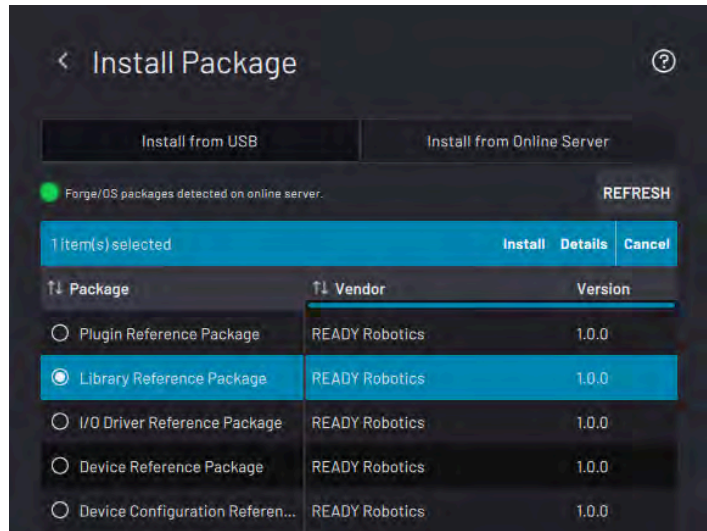 Install Package
Install from USB Install from Online Server
Forge/OS packages detected on online server. REFRESH
1 item(s) selected Install Details Cancel
Package Vendor Version
Plugin Reference Package READY Robotics 1.0.0
Library Reference Package READY Robotics 1.0.0
I/O Driver Reference Package READY Robotics 1.0.0
Device Reference Package READY Robotics 1.0.0
Device Configuration Referen... READY Robotics 1.0.0